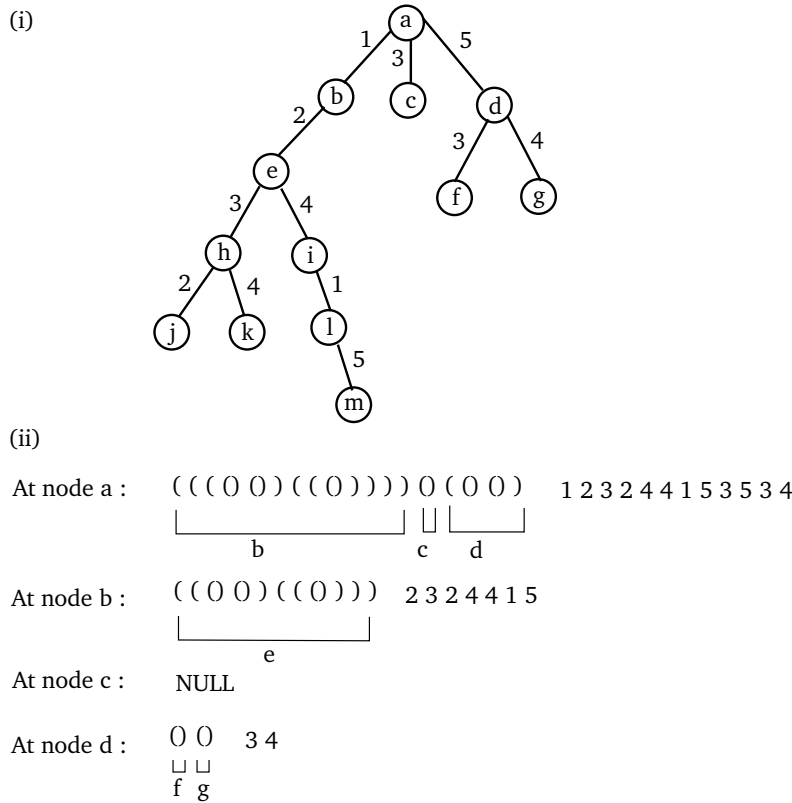 (i)
a
1 3 5
b c d
2 3 4
e f g
3 4
h i
2 4 1
j k l
5
m
(ii)
At node a : ( ( ( () () ) ( ( () ) ) ) ) () ( () () ) 1 2 3 2 4 4 1 5 3 5 3 4
b c d
At node b : ( ( () () ) ( ( () ) ) ) 2 3 2 4 4 1 5
e
At node c : NULL
At node d : () () 3 4
f g